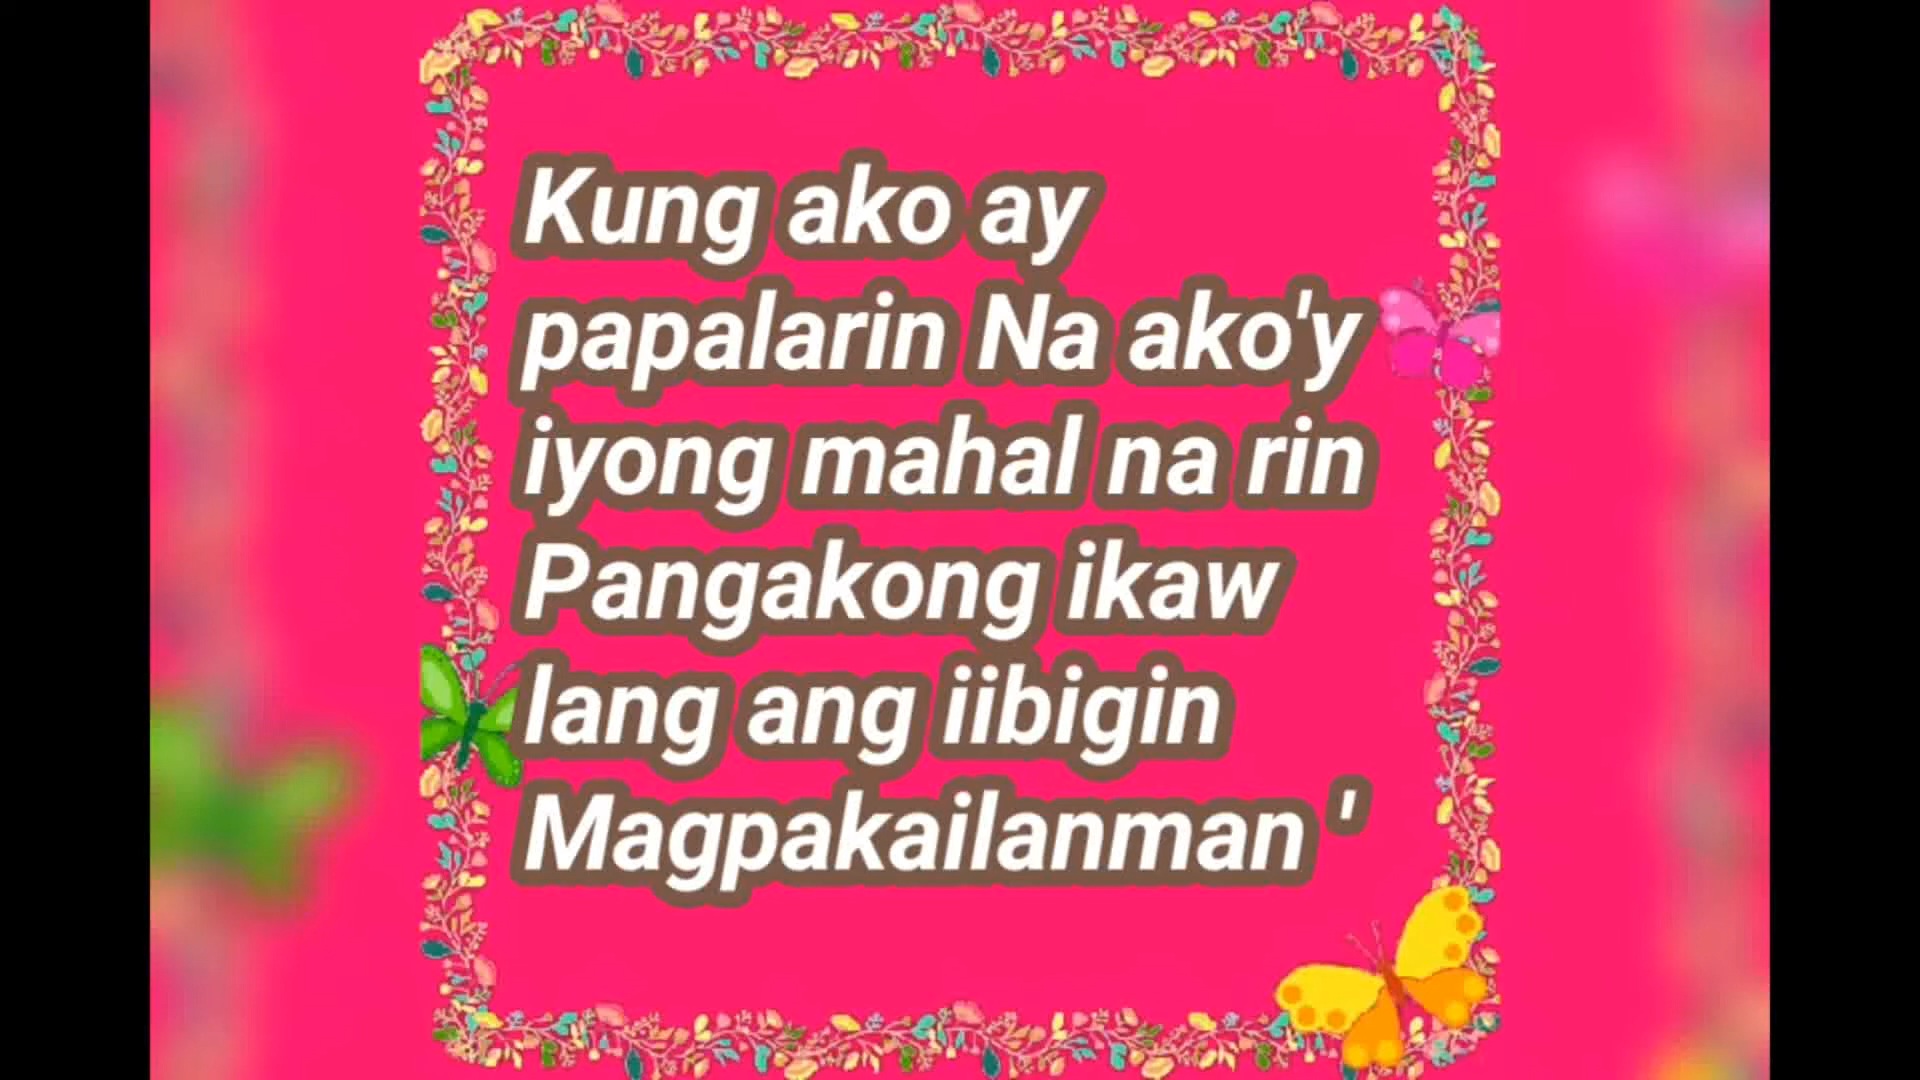 Kung ako ay
papalarin Na ako'y
iyong mahal na rin
Pangakong ikaw
lang ang iibigin
Magpakailanman '